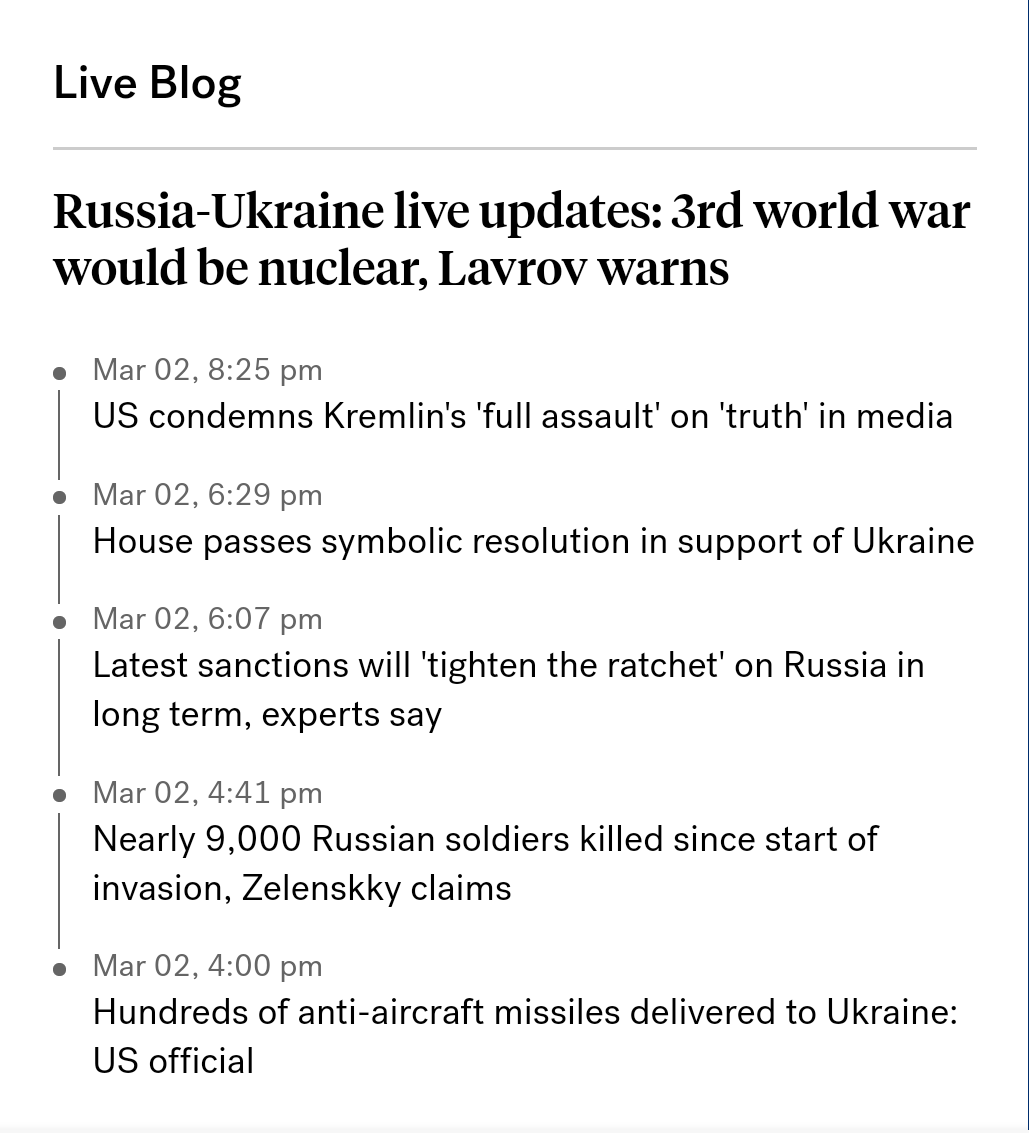 Live Blog
Russia-Ukraine live updates: 3rd world war
would be nuclear, Lavrov warns
Mar 02, 8:25 pm
US condemns Kremlin's 'full assault' on 'truth' in media
Mar 02, 6:29 pm
House passes symbolic resolution in support of Ukraine
Mar 02, 6:07 pm
Latest sanctions will 'tighten the ratchet' on Russia in
long term, experts say
Mar 02, 4:41 pm
Nearly 9,000 Russian soldiers killed since start of
invasion, Zelenskky claims
Mar 02, 4:00 pm
Hundreds of anti-aircraft missiles delivered to Ukraine:
US official